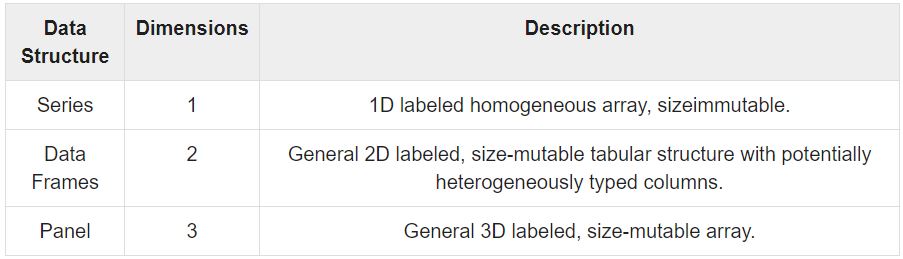 Data Structure Dimensions Description
Series 1 1D labeled homogeneous array, sizeimmutable.
Data Frames 2 General 2D labeled, size-mutable tabular structure with potentially
heterogeneously typed columns.
Panel 3 General 3D labeled, size-mutable array.